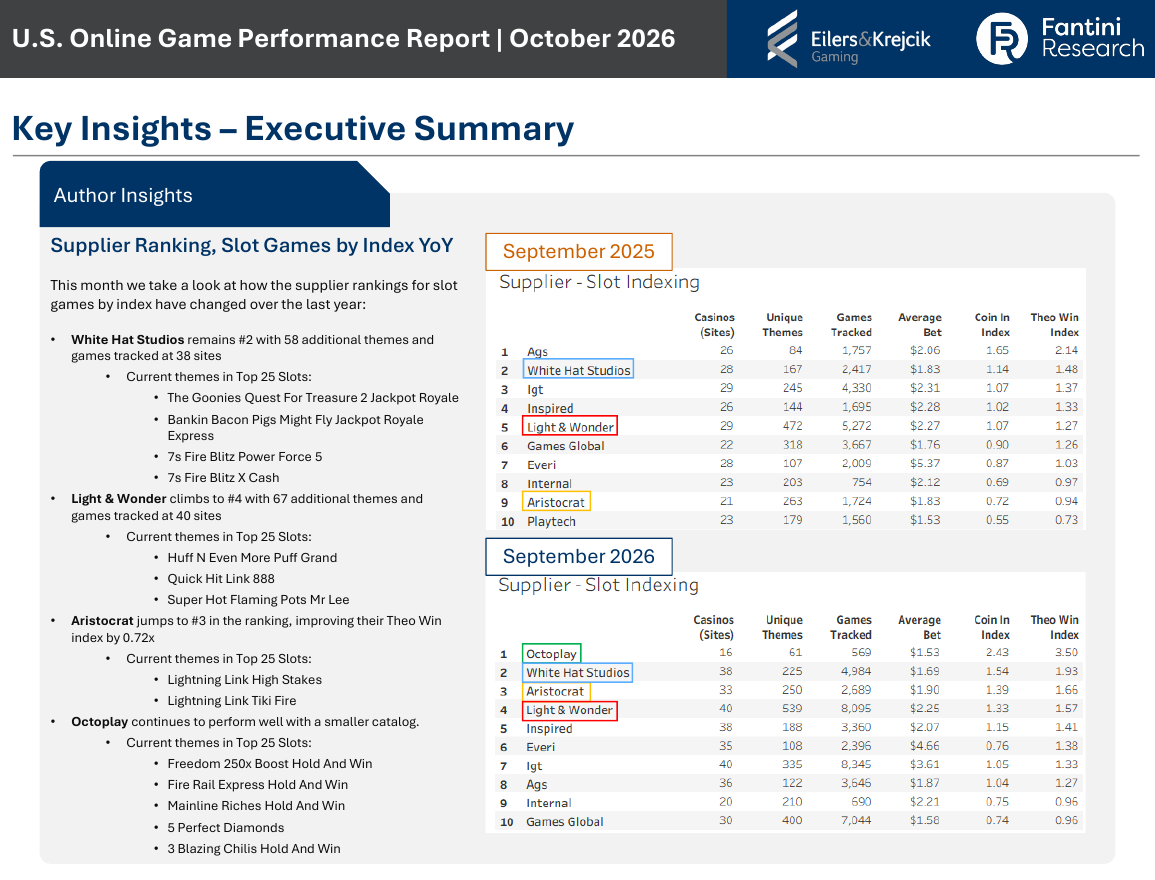 U.S. Online Game Performance Report | October 2026
Eilers&Krejcik
Gaming
Fantini
Research
Key Insights – Executive Summary
Author Insights
Supplier Ranking, Slot Games by Index YoY
This month we take a look at how the supplier rankings for slot
games by index have changed over the last year:
• White Hat Studios remains #2 with 58 additional themes and
games tracked at 38 sites
• Current themes in Top 25 Slots:
• The Goonies Quest For Treasure 2 Jackpot Royale
• Bankin Bacon Pigs Might Fly Jackpot Royale
Express
• 7s Fire Blitz Power Force 5
• 7s Fire Blitz X Cash
• Light & Wonder climbs to #4 with 67 additional themes and
games tracked at 40 sites
• Current themes in Top 25 Slots:
• Huff N Even More Puff Grand
• Quick Hit Link 888
• Super Hot Flaming Pots Mr Lee
• Aristocrat jumps to #3 in the ranking, improving their Theo Win
index by 0.72x
• Current themes in Top 25 Slots:
• Lightning Link High Stakes
• Lightning Link Tiki Fire
• Octoplay continues to perform well with a smaller catalog.
• Current themes in Top 25 Slots:
• Freedom 250x Boost Hold And Win
• Fire Rail Express Hold And Win
• Mainline Riches Hold And Win
• 5 Perfect Diamonds
• 3 Blazing Chilis Hold And Win
September 2025
Supplier - Slot Indexing
Casinos Unique Games Average Coin In Theo Win
(Sites) Themes Tracked Bet Index Index
1 Ags 26 84 1,757 $2.06 1.65 2.14
2 White Hat Studios 28 167 2,417 $1.83 1.14 1.48
3 Igt 29 245 4,330 $2.31 1.07 1.37
4 Inspired 26 144 1,695 $2.28 1.02 1.33
5 Light & Wonder 29 472 5,272 $2.27 1.07 1.27
6 Games Global 22 318 3,667 $1.76 0.90 1.26
7 Everi 28 107 2,009 $5.37 0.87 1.03
8 Internal 23 203 754 $2.12 0.69 0.97
9 Aristocrat 21 263 1,724 $1.83 0.72 0.94
10 Playtech 23 179 1,560 $1.53 0.55 0.73
September 2026
Supplier - Slot Indexing
Casinos Unique Games Average Coin In Theo Win
(Sites) Themes Tracked Bet Index Index
1 Octoplay 16 61 569 $1.53 2.43 3.50
2 White Hat Studios 38 225 4,984 $1.69 1.54 1.93
3 Aristocrat 33 250 2,689 $1.90 1.39 1.66
4 Light & Wonder 40 539 8,095 $2.25 1.33 1.57
5 Inspired 38 188 3,360 $2.07 1.15 1.41
6 Everi 35 108 2,396 $4.66 0.76 1.38
7 Igt 40 335 8,345 $3.61 1.05 1.33
8 Ags 36 122 3,646 $1.87 1.04 1.27
9 Internal 20 210 690 $2.21 0.75 0.96
10 Games Global 30 400 7,044 $1.58 0.74 0.96